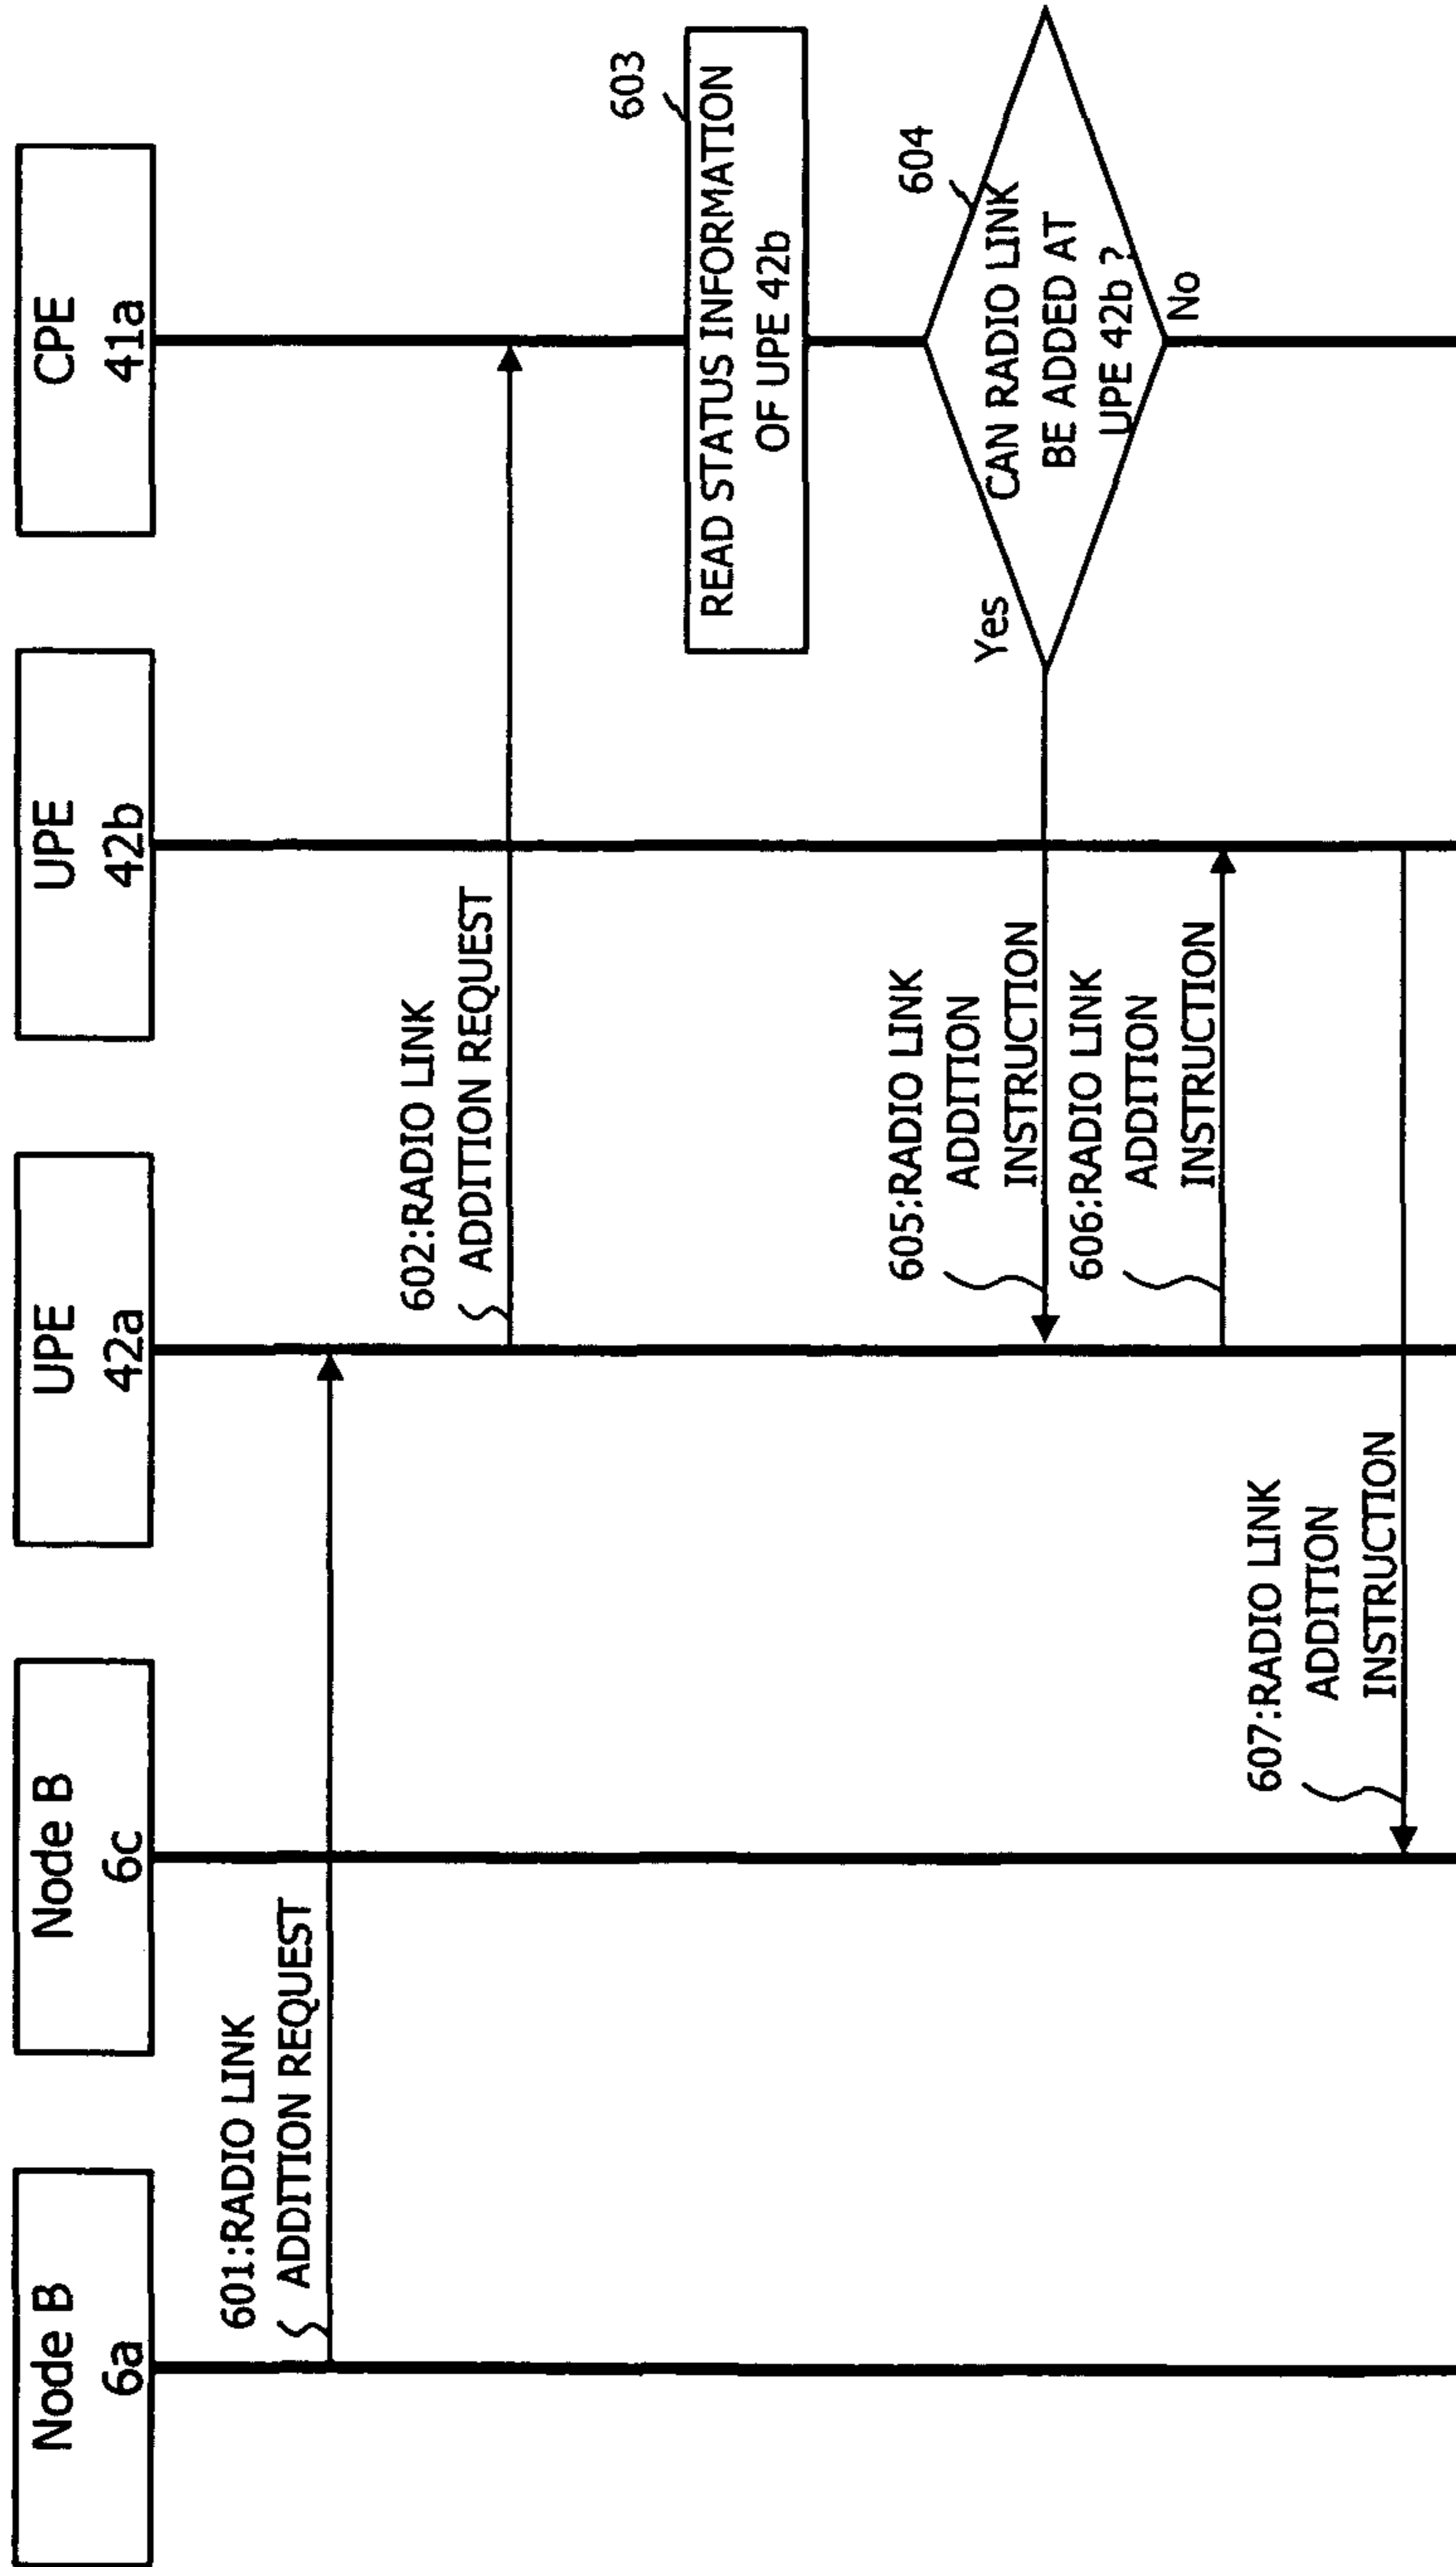 Node B
6a
Node B
6c
UPE
42a
UPE
42b
CPE
41a
601:RADIO LINK
ADDITION REQUEST
602:RADIO LINK
ADDITION REQUEST
603
READ STATUS INFORMATION
OF UPE 42b
604
CAN RADIO LINK
BE ADDED AT
UPE 42b ?
Yes
No
605:RADIO LINK
ADDITION
INSTRUCTION
606:RADIO LINK
ADDITION
INSTRUCTION
607:RADIO LINK
ADDITION
INSTRUCTION